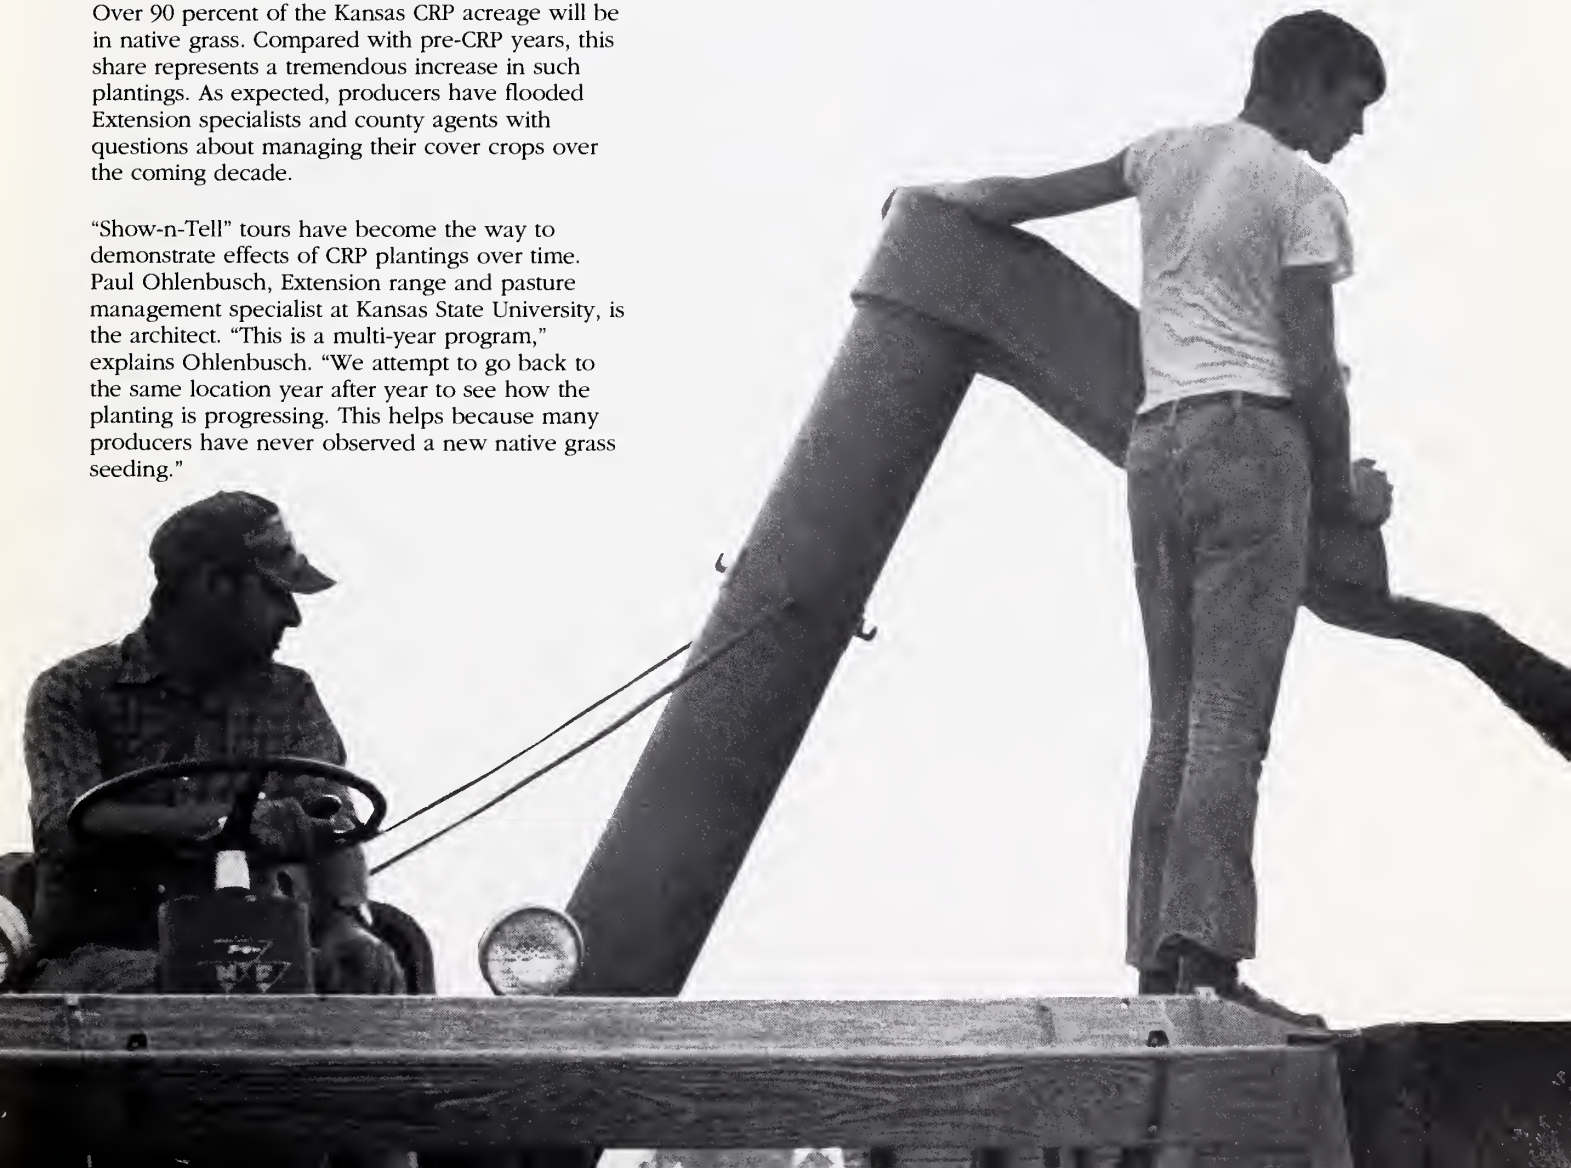 Over 90 percent of the Kansas CRP acreage will be
in native grass. Compared with pre-CRP years, this
share represents a tremendous increase in such
plantings. As expected, producers have flooded
Extension specialists and county agents with
questions about managing their cover crops over
the coming decade.
“Show-n-Tell” tours have become the way to
demonstrate effects of CRP plantings over time.
Paul Ohlenbusch, Extension range and pasture
management specialist at Kansas State University, is
the architect. “This is a multi-year program,”
explains Ohlenbusch. “We attempt to go back to
the same location year after year to see how the
planting is progressing. This helps because many
producers have never observed a new native grass
seeding.”